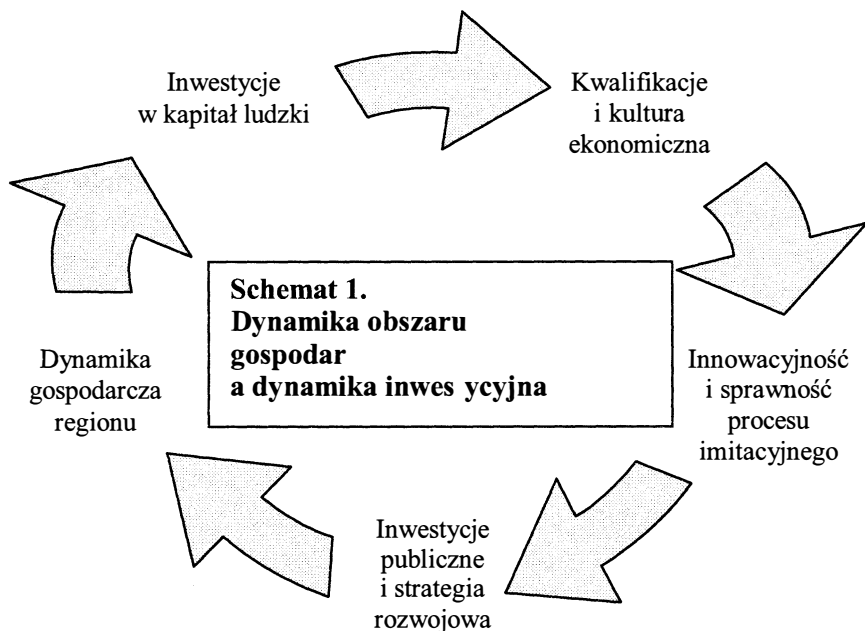 Inwestycje
w kapitał ludzki
Kwalifikacje
i kultura
ekonomiczna
Schemat 1.
Dynamika obszaru
gospodar
a dynamika inwes ycyjna
Dynamika
gospodarcza
regionu
Innowacyjność
i sprawność
procesu
imitacyjnego
Inwestycje
publiczne
i strategia
rozwojowa